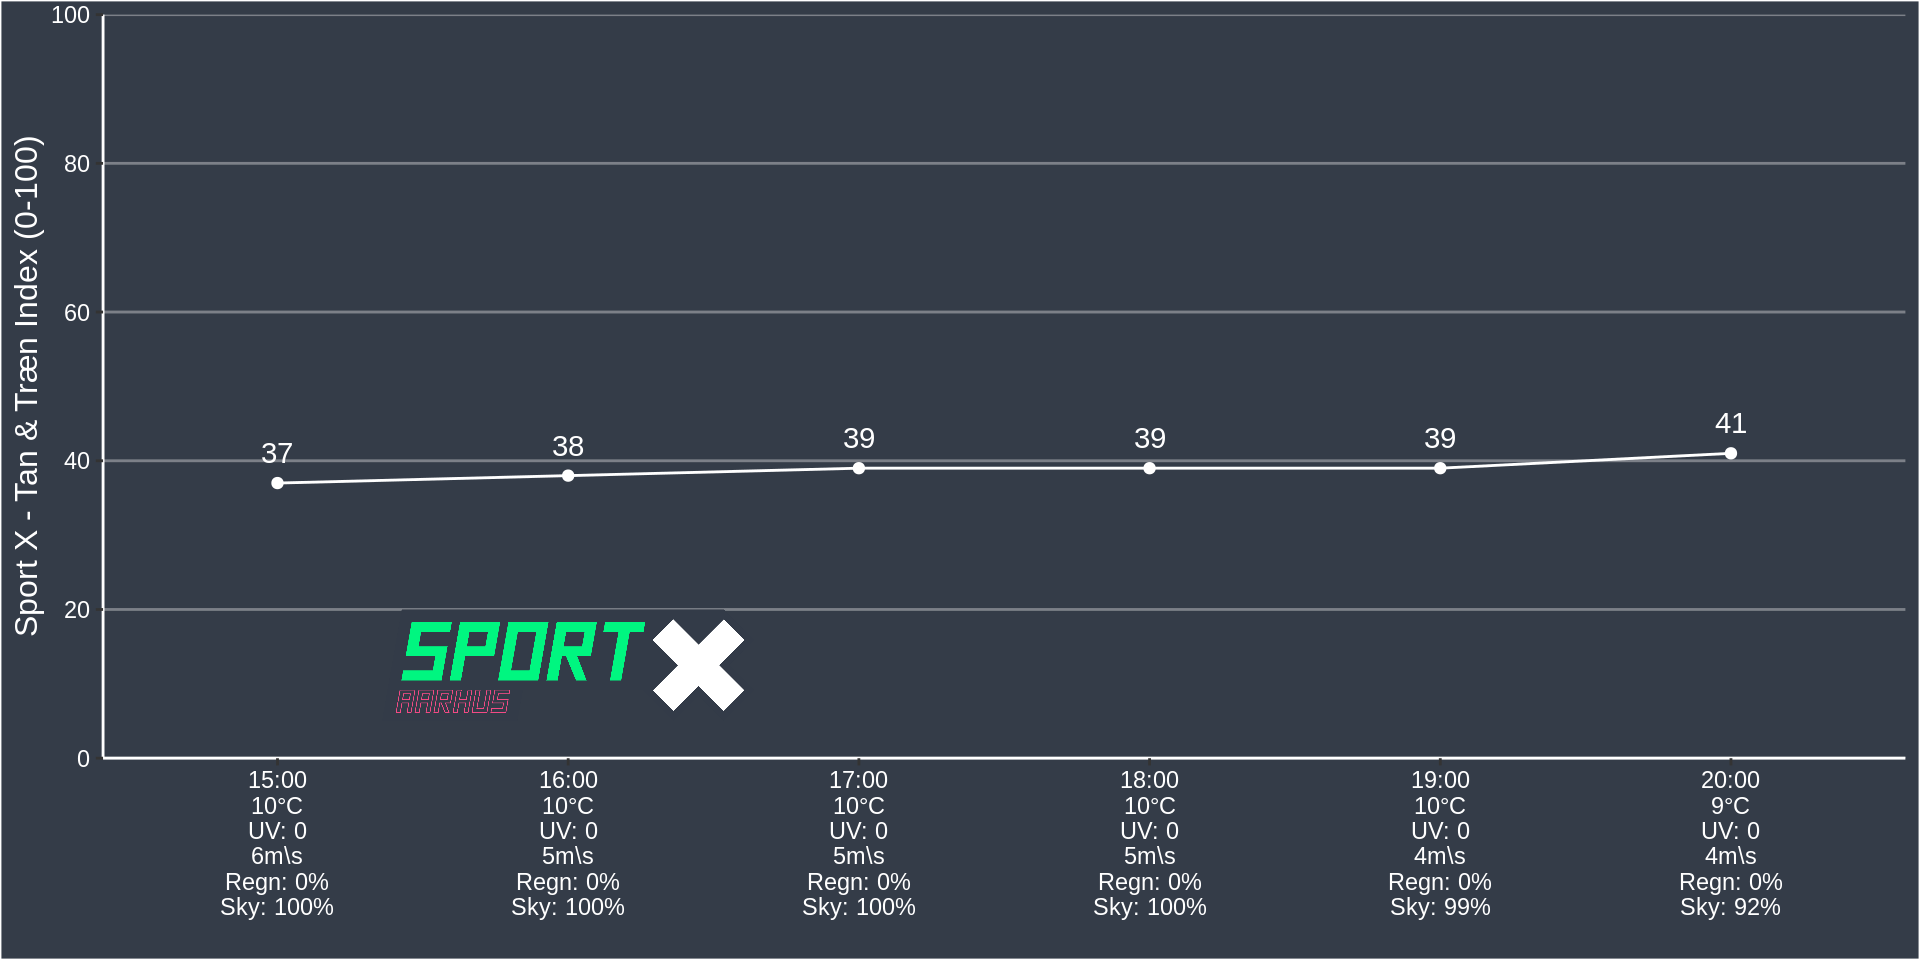 Sport X - Tan & Træn Index (0-100)
100
80
60
40
20
0
37
38
39
39
39
41
SPORT X
AARHUS
15:00
10°C
UV: 0
6m\s
Regn: 0%
Sky: 100%
16:00
10°C
UV: 0
5m\s
Regn: 0%
Sky: 100%
17:00
10°C
UV: 0
5m\s
Regn: 0%
Sky: 100%
18:00
10°C
UV: 0
5m\s
Regn: 0%
Sky: 100%
19:00
10°C
UV: 0
4m\s
Regn: 0%
Sky: 99%
20:00
9°C
UV: 0
4m\s
Regn: 0%
Sky: 92%